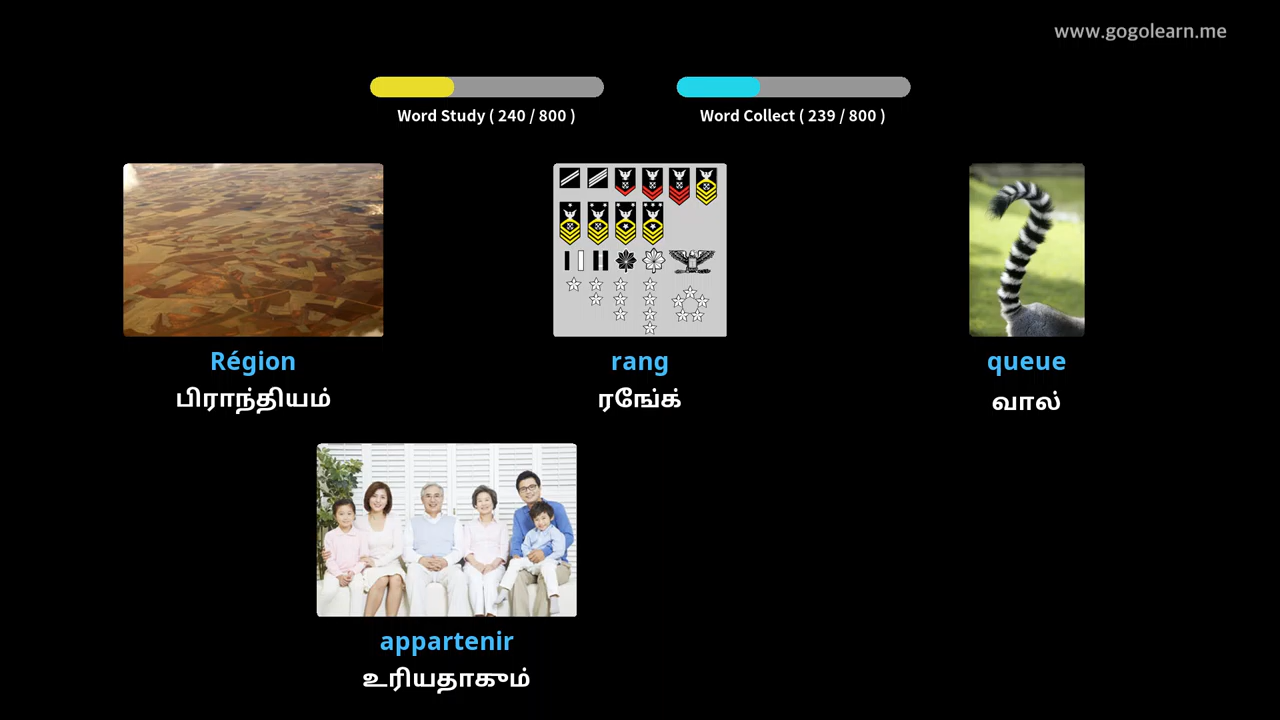 www.gogolearn.me
Word Study ( 240 / 800 )
Word Collect ( 239 / 800 )
Région
பிராந்தியம்
rang
ரேங்க்
queue
வால்
appartenir
உரியதாகும்